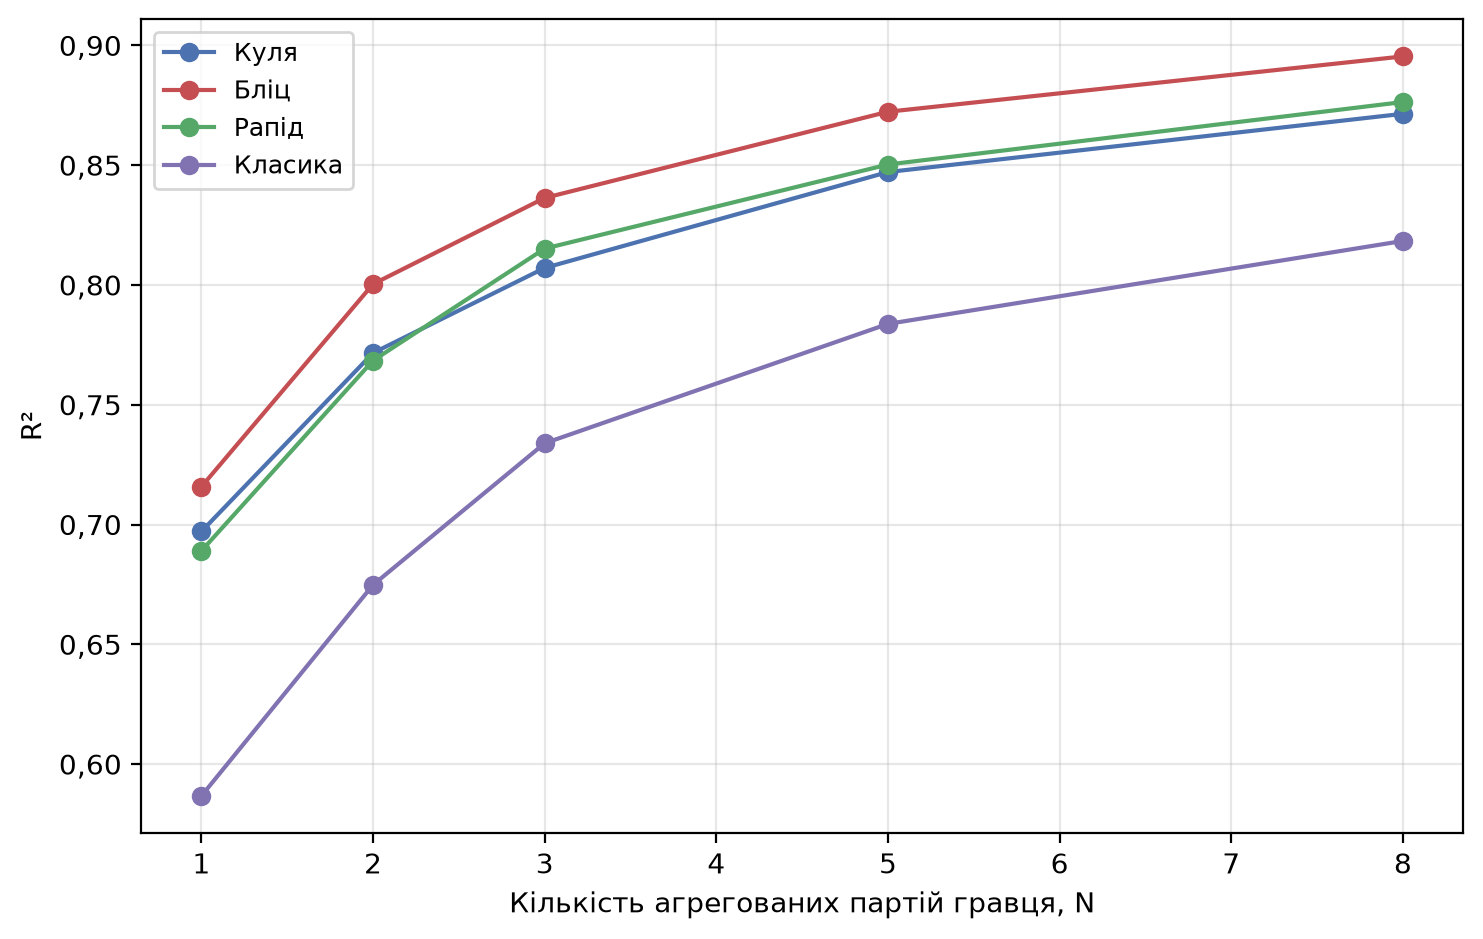 Куля
Бліц
Рапід
Класика
0,90
0,85
0,80
0,75
0,70
0,65
0,60
R²
1 2 3 4 5 6 7 8
Кількість агрегованих партій гравця, N